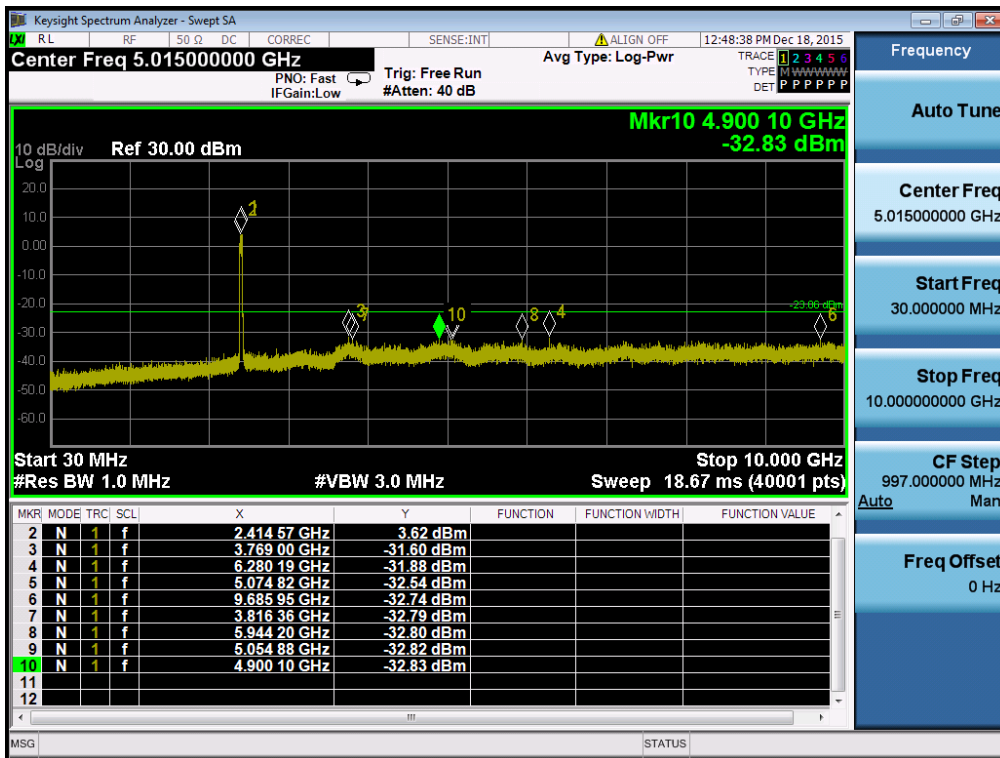 Keysight Spectrum Analyzer - Swept SA
LXI RL RF 50 Ω DC CORREC SENSE:INT ALIGN OFF 12:48:38 PM Dec 18, 2015
Center Freq 5.015000000 GHz
PNO: Fast
IFGain:Low
Trig: Free Run
#Atten: 40 dB
Avg Type: Log-Pwr
TRACE 1 2 3 4 5 6
TYPE M WWWWW
DET P P P P P P
Mkr10 4.900 10 GHz
-32.83 dBm
10 dB/div Ref 30.00 dBm
Log
20.0
10.0
0.00
-10.0
-20.0
-30.0
-40.0
-50.0
-60.0
-23.06 dBm
2
3
10
8
4
6
Start 30 MHz
Stop 10.000 GHz
#Res BW 1.0 MHz
#VBW 3.0 MHz
Sweep 18.67 ms (40001 pts)
MKR MODE TRC SCL X Y FUNCTION FUNCTION WIDTH FUNCTION VALUE
2 N 1 f 2.414 57 GHz 3.62 dBm
3 N 1 f 3.769 00 GHz -31.60 dBm
4 N 1 f 6.280 19 GHz -31.88 dBm
5 N 1 f 5.074 82 GHz -32.54 dBm
6 N 1 f 9.685 95 GHz -32.74 dBm
7 N 1 f 3.816 36 GHz -32.79 dBm
8 N 1 f 5.944 20 GHz -32.80 dBm
9 N 1 f 5.054 88 GHz -32.82 dBm
10 N 1 f 4.900 10 GHz -32.83 dBm
11
12
MSG
STATUS
Frequency
Auto Tune
Center Freq
5.015000000 GHz
Start Freq
30.000000 MHz
Stop Freq
10.000000000 GHz
CF Step
997.000000 MHz
Auto Man
Freq Offset
0 Hz